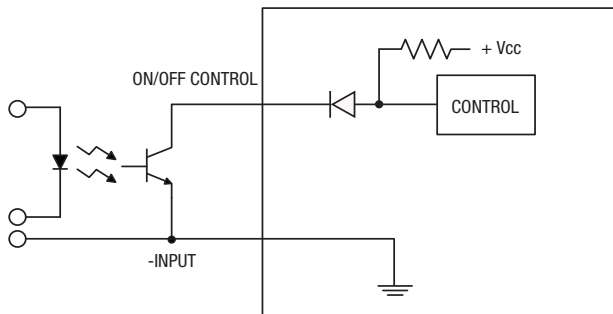 + Vcc
ON/OFF CONTROL
CONTROL
-INPUT